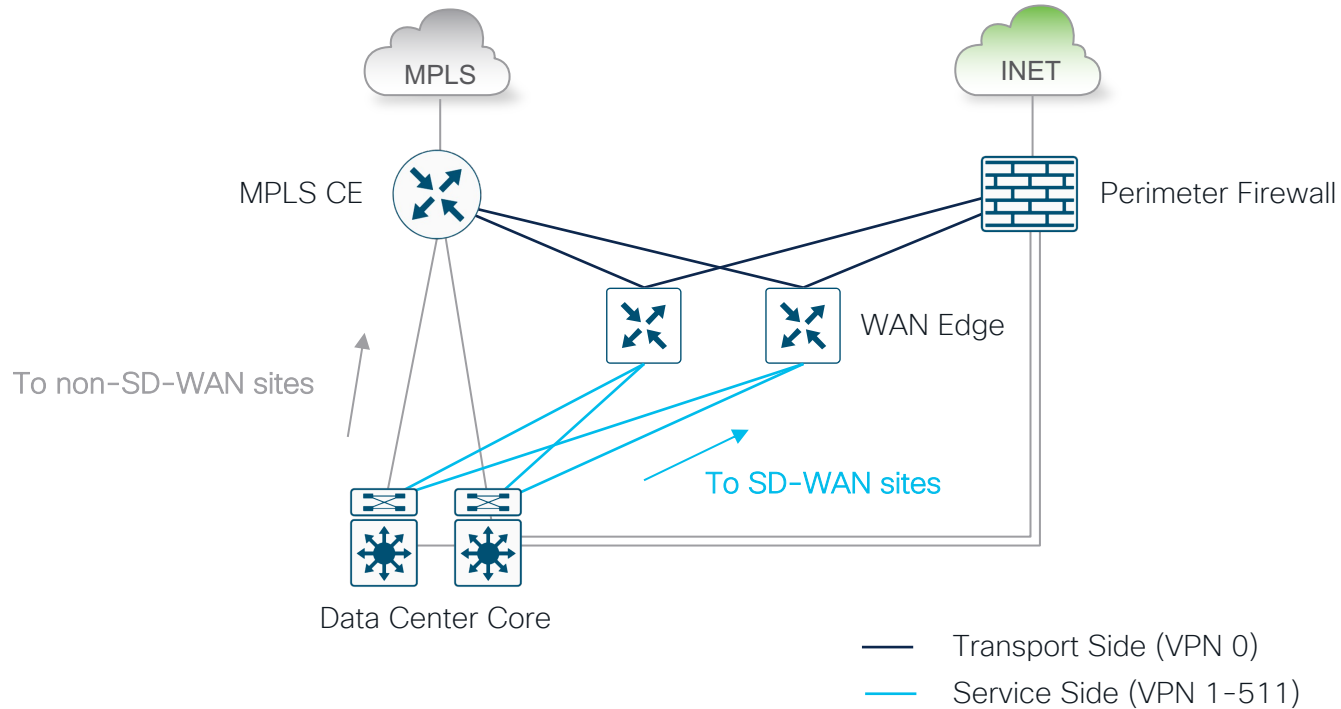 MPLS
INET
MPLS CE
Perimeter Firewall
WAN Edge
To non-SD-WAN sites
To SD-WAN sites
Data Center Core
Transport Side (VPN 0)
Service Side (VPN 1-511)